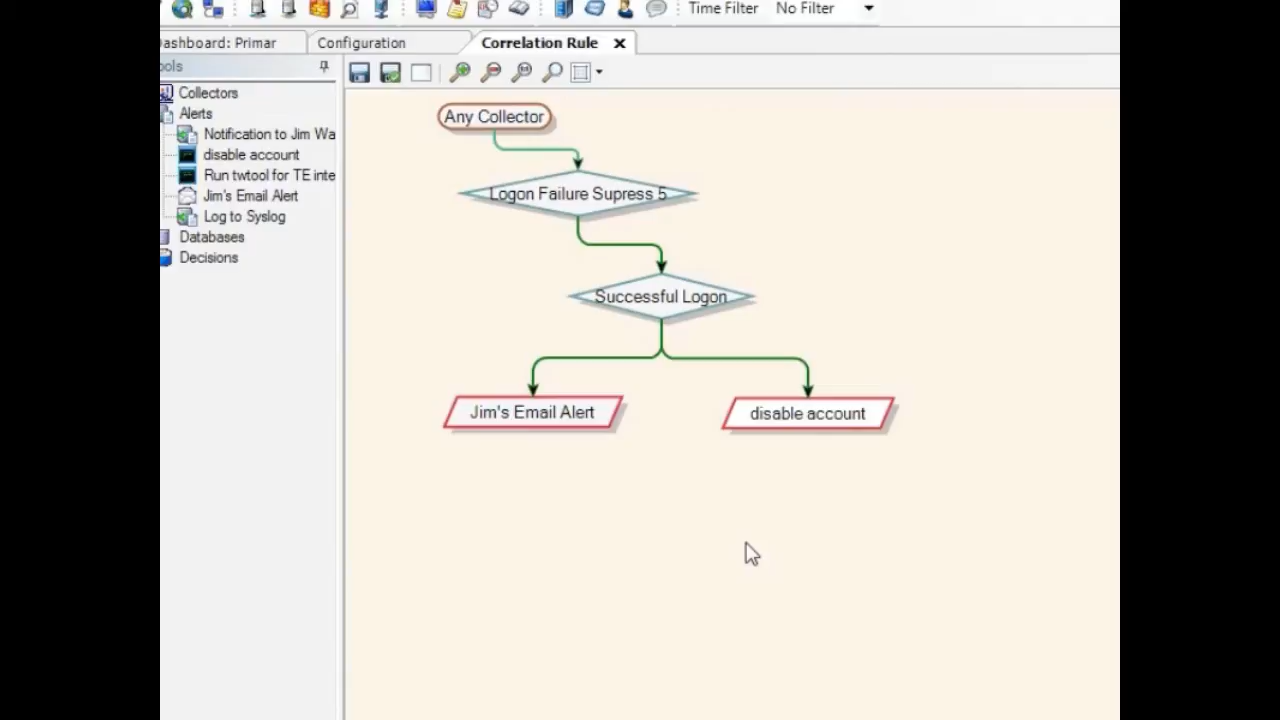 Time Filter No Filter
ashboard: Primar Configuration Correlation Rule
ools
Collectors
Alerts
Notification to Jim Wa
disable account
Run twtool for TE inte
Jim's Email Alert
Log to Syslog
Databases
Decisions
Any Collector
Logon Failure Supress 5
Successful Logon
Jim's Email Alert disable account